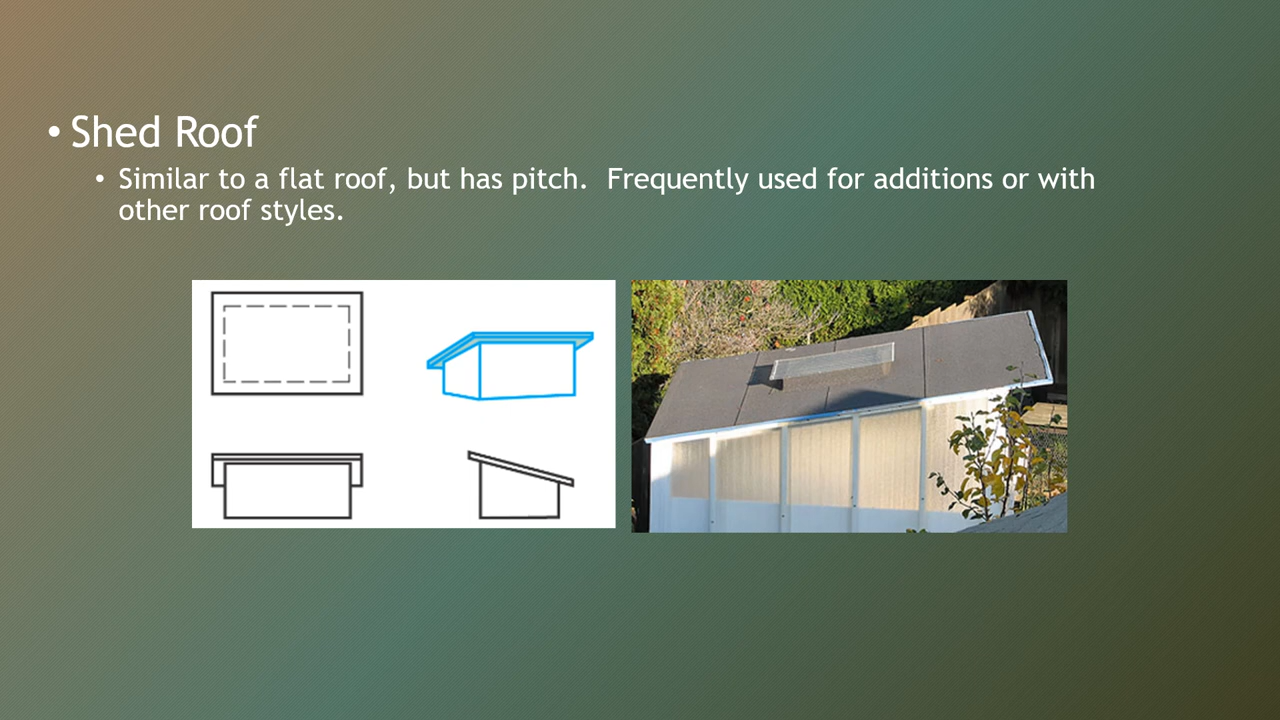 • Shed Roof
• Similar to a flat roof, but has pitch.  Frequently used for additions or with
other roof styles.